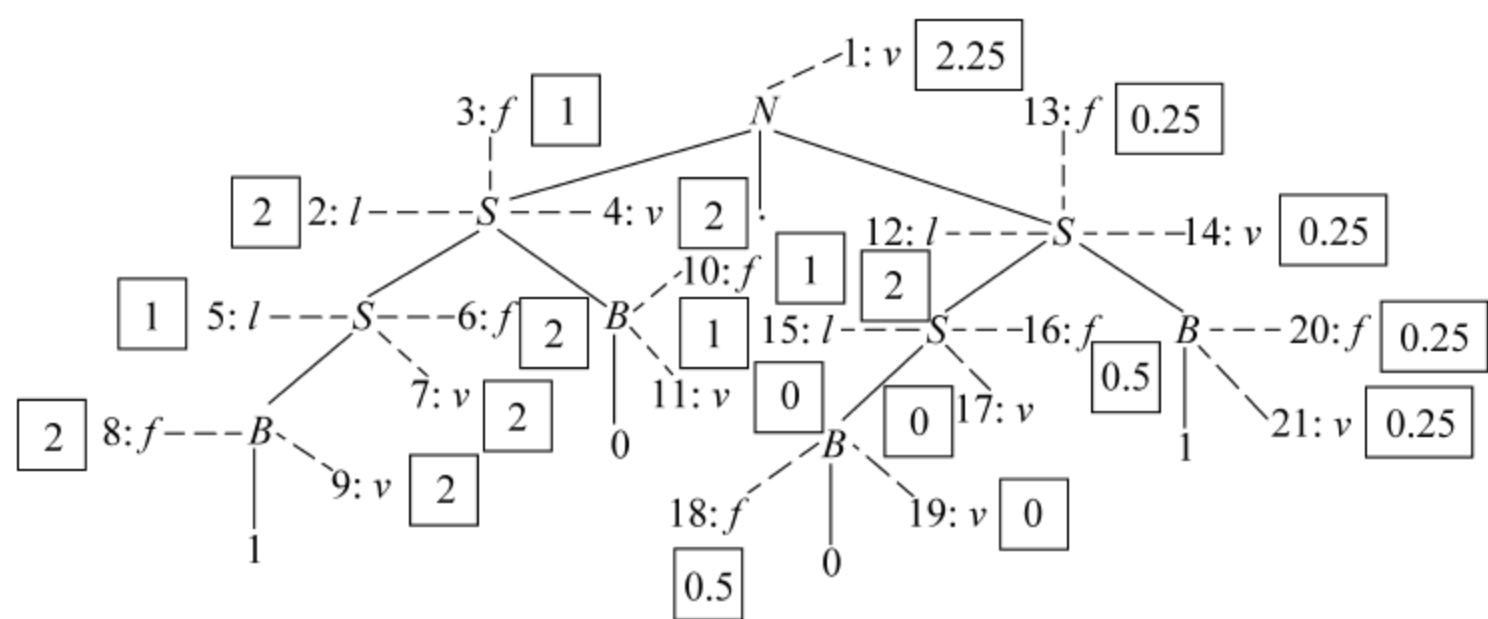 1: v 2.25
3: f 1 N 13: f 0.25
2 2: l S 4: v 2 . 12: l S 14: v 0.25
10: f 1 2
1 5: l S 6: f 2 B 1 15: l S 16: f B 20: f 0.25
7: v 2 11: v 0 0 17: v 0.5 21: v 0.25
2 8: f B 0 B 1
9: v 2 18: f 19: v 0
1 0.5 0